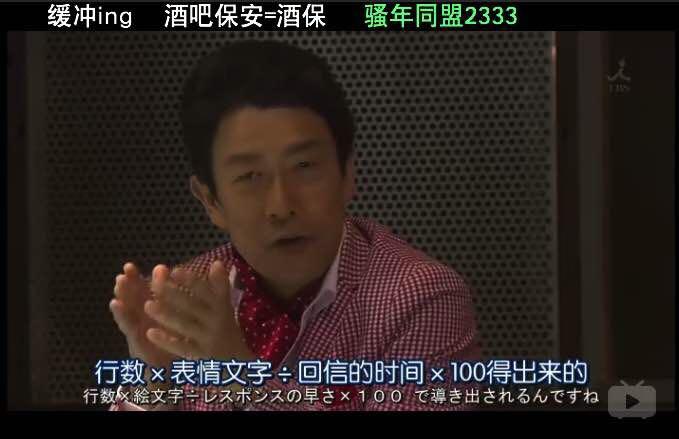 缓冲ing 酒吧保安=酒保 骚年同盟2333
TBS
行数×表情文字÷回信的时间×100得出来的
行数×絵文字÷レスポンスの早さ×１００ で導き出されるんですね